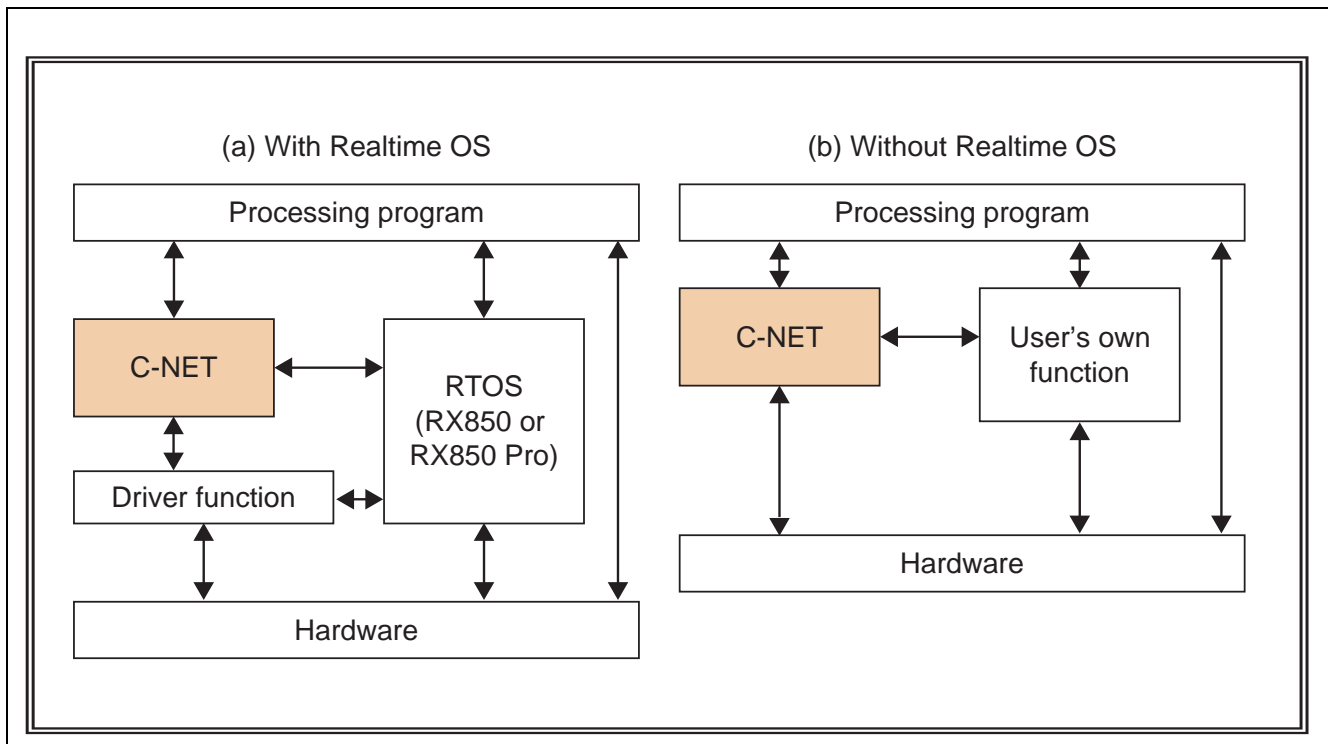 (a) With Realtime OS
Processing program
C-NET
RTOS
(RX850 or
RX850 Pro)
Driver function
Hardware
(b) Without Realtime OS
Processing program
C-NET
User's own
function
Hardware